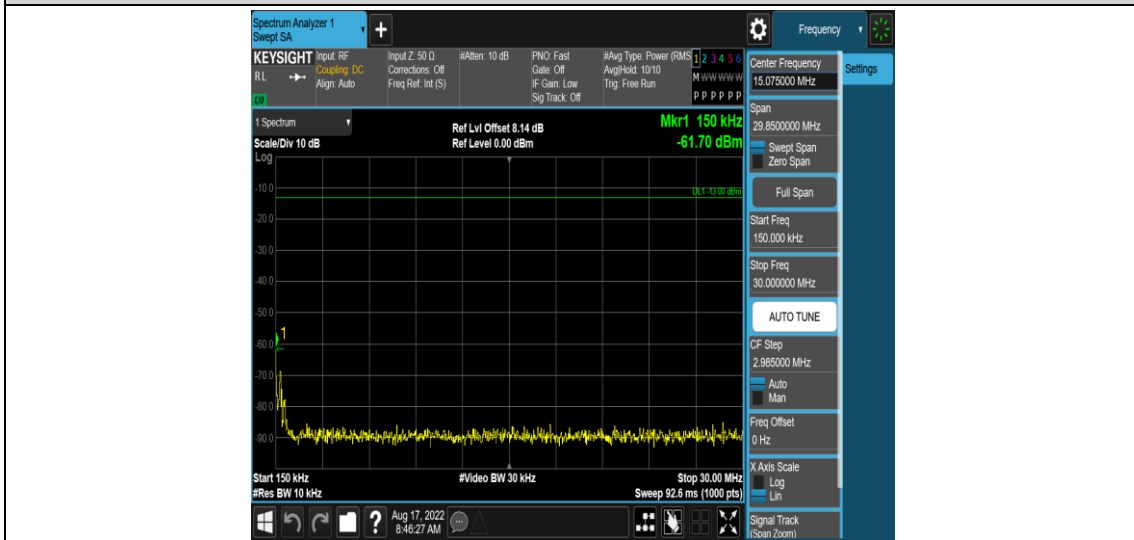 Spectrum Analyzer 1
Swept SA
+
Frequency
KEYSIGHT
RL
Input: RF
Coupling: DC
Align: Auto
Input Z: 50 Ω
Corrections: Off
Freq Ref: Int (S)
#Atten: 10 dB
PNO: Fast
Gate: Off
IF Gain: Low
Sig Track: Off
#Avg Type: Power (RMS
Avg|Hold: 10/10
Trig: Free Run
1 2 3 4 5 6
M W W W W W
P P P P P P
Center Frequency
15.075000 MHz
Settings
Span
29.8500000 MHz
Swept Span
Zero Span
Full Span
Start Freq
150.000 kHz
Stop Freq
30.000000 MHz
AUTO TUNE
CF Step
2.985000 MHz
Auto
Man
Freq Offset
0 Hz
X Axis Scale
Log
Lin
Signal Track
(Span Zoom)
1 Spectrum
Scale/Div 10 dB
Log
Ref Lvl Offset 8.14 dB
Ref Level 0.00 dBm
Mkr1 150 kHz
-61.70 dBm
DL1 -13.00 dBm
-10.0
-20.0
-30.0
-40.0
-50.0
-60.0
-70.0
-80.0
-90.0
1
Start 150 kHz
#Res BW 10 kHz
#Video BW 30 kHz
Stop 30.00 MHz
Sweep 92.6 ms (1000 pts)
?
Aug 17, 2022
8:46:27 AM